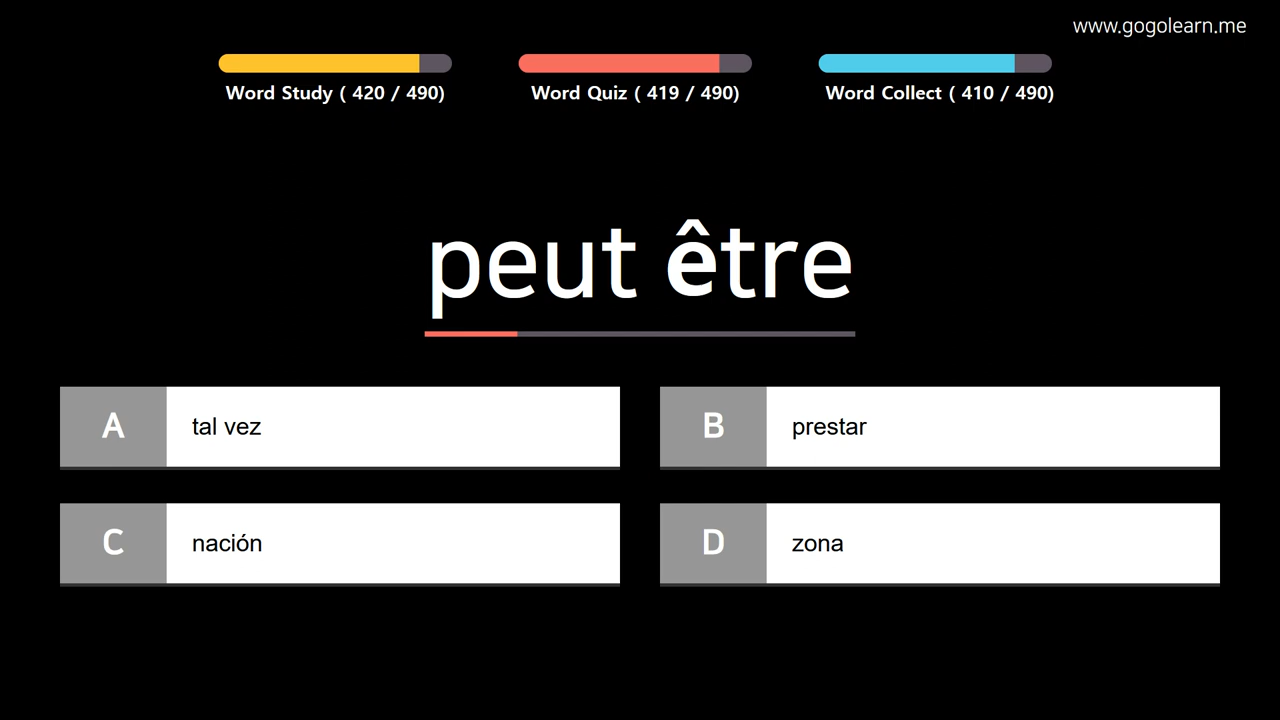 www.gogolearn.me
Word Study ( 420 / 490)
Word Quiz ( 419 / 490)
Word Collect ( 410 / 490)
peut être
A tal vez
B prestar
C nación
D zona